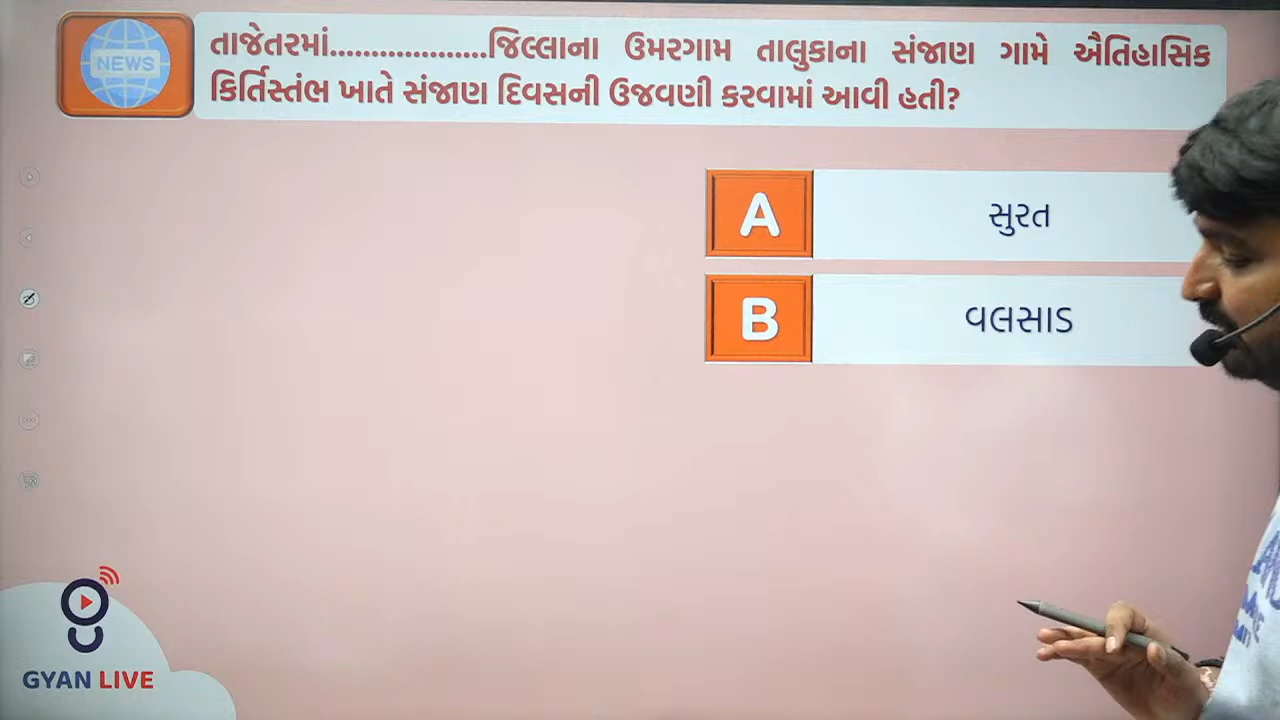 NEWS
તાજેતરમાં...................જિલ્લાના ઉમરગામ તાલુકાના સંજાણ ગામે ઐતિહાસિક
કિર્તિસ્તંભ ખાતે સંજાણ દિવસની ઉજવણી કરવામાં આવી હતી?
A
સુરત
B
વલસાડ
GYAN LIVE